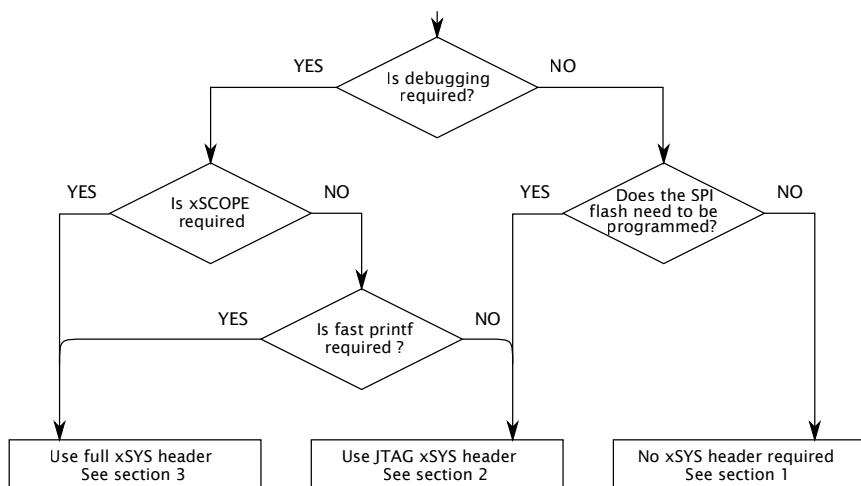 YES
Is debugging
required?
NO
YES
Is xSCOPE
required
NO
YES
Does the SPI
flash need to be
programmed?
NO
YES
Is fast printf
required ?
NO
Use full xSYS header
See section 3
Use JTAG xSYS header
See section 2
No xSYS header required
See section 1